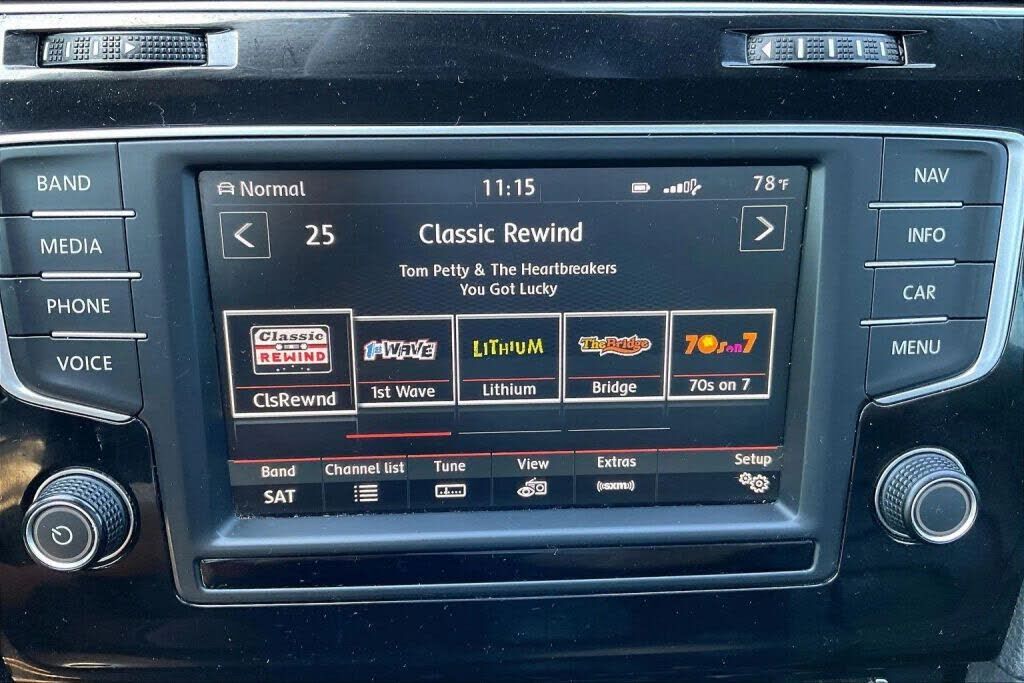 BAND
MEDIA
PHONE
VOICE
Normal 11:15 78°F
25 Classic Rewind
Tom Petty & The Heartbreakers
You Got Lucky
Classic
REWIND
ClsRewnd
1st WAVE
1st Wave
LiTHiUM
Lithium
The Bridge
Bridge
70s on 7
70s on 7
Band
SAT
Channel list
Tune
View
Extras
((sxm))
Setup
NAV
INFO
CAR
MENU